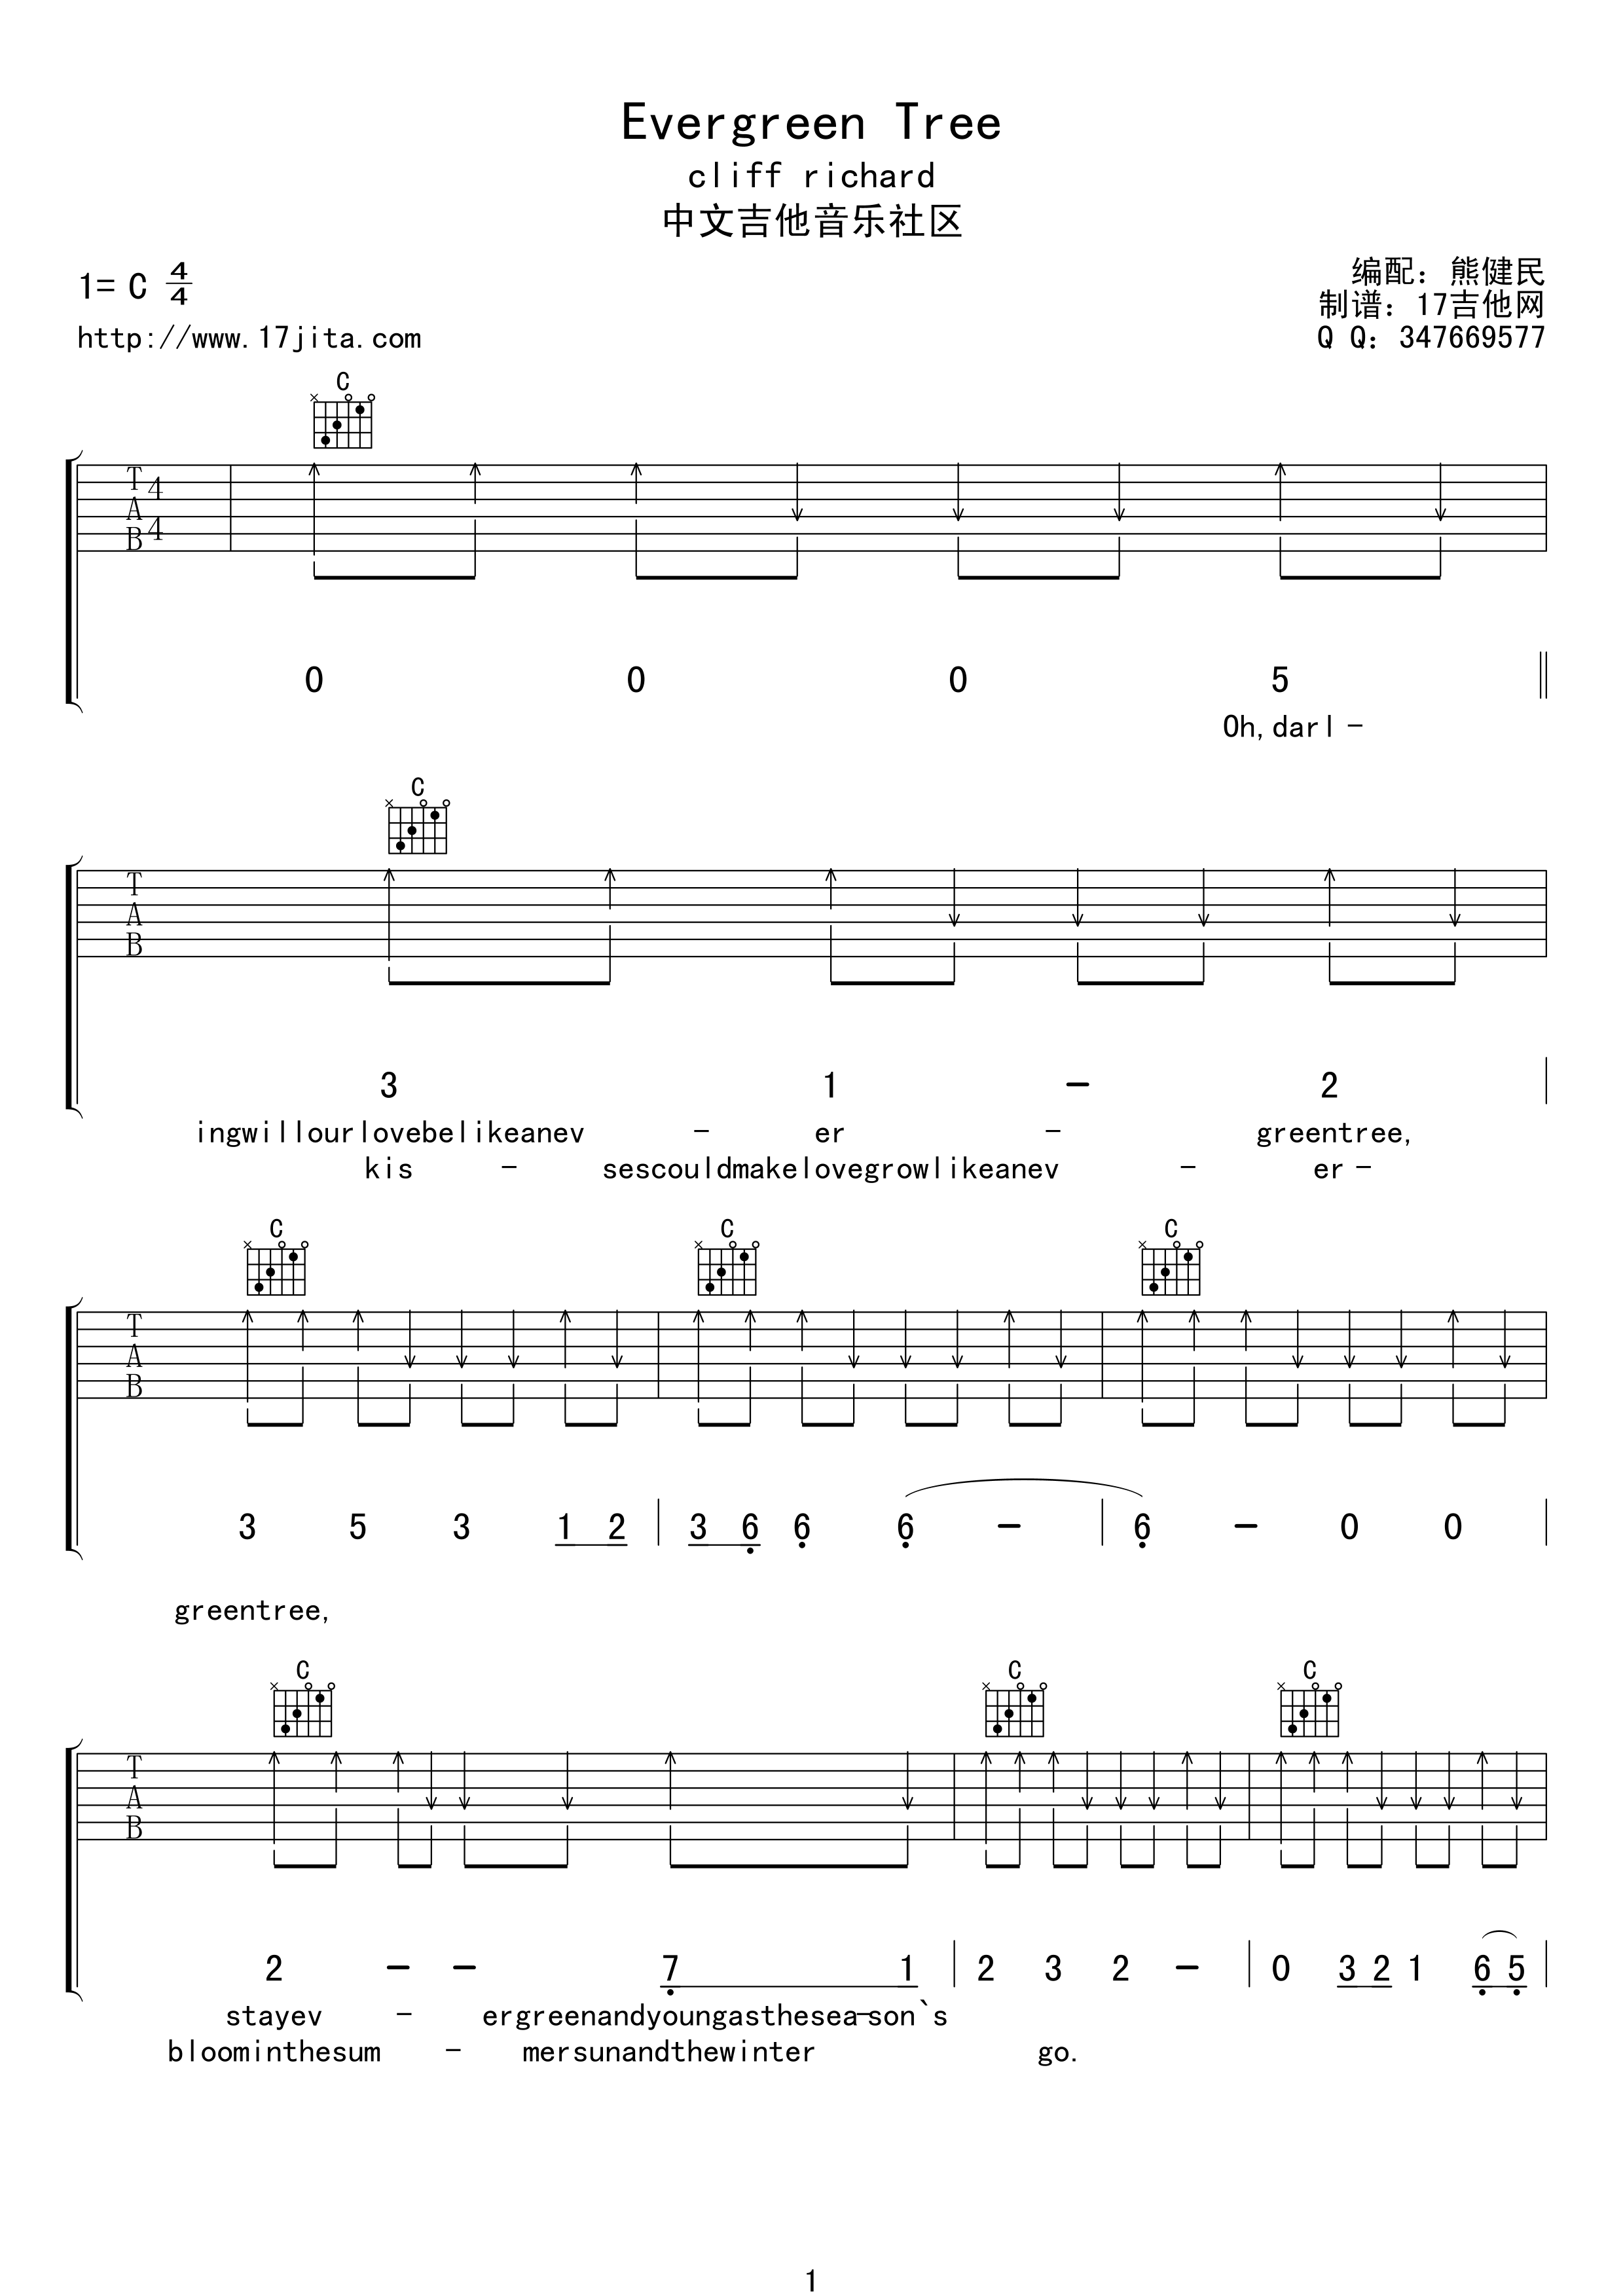 Evergreen Tree
cliff richard
中文吉他音乐社区
1= C 4/4
编配：熊健民
制谱：17吉他网
http://www.17jita.com
Q Q：347669577
C
T A B 4 4
0 0 0 5
Oh,darl-
C
T A B
3 1 - 2
ingwillourlovebelikeanev - er - greentree,
kis - sescouldmakelovegrowlikeanev - er-
C C C
T A B
3 5 3 1 2 3 6 6 6 - 6 - 0 0
greentree,
C C C
T A B
2 - - 7 1 2 3 2 - 0 3 2 1 6 5
stayev - ergreenandyoungasthesea-son`s
bloominthesum - mersunandthewinter go.
1